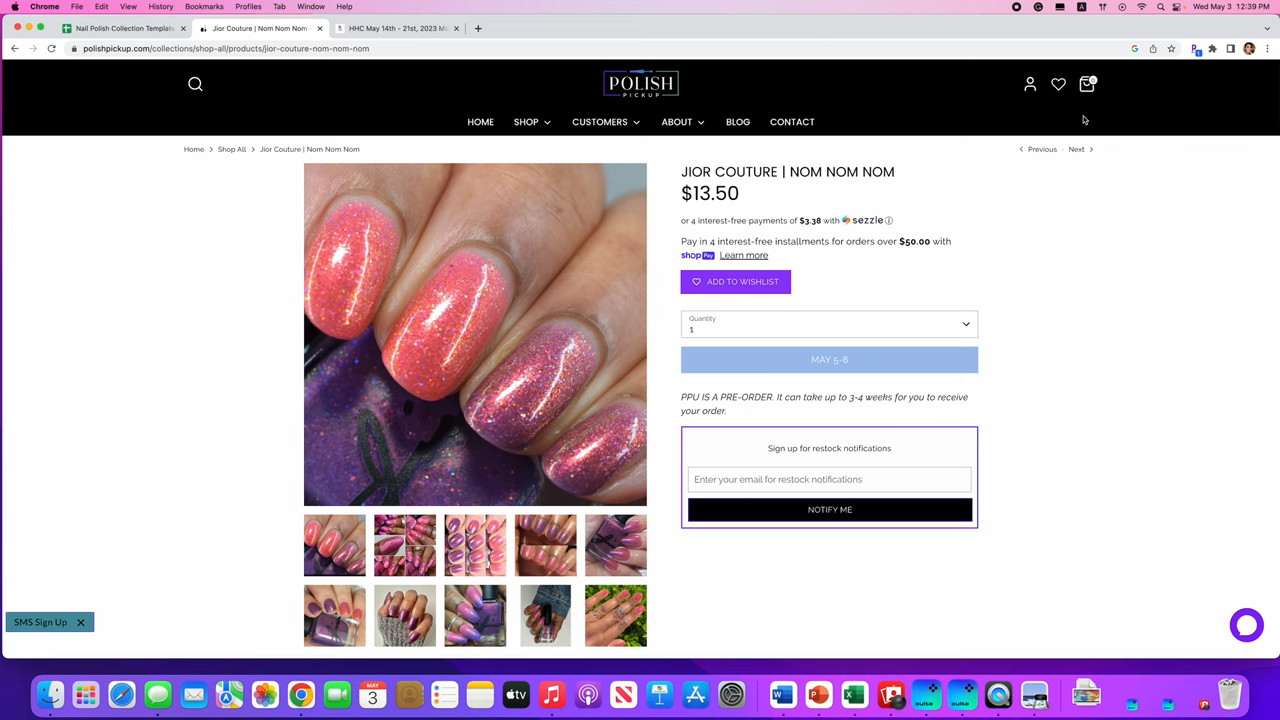 Chrome File Edit View History Bookmarks Profiles Tab Window Help Wed May 3 12:39 PM
Nail Polish Collection Template Jior Couture | Nom Nom Nom HHC May 14th - 21st, 2023 M
polishpickup.com/collections/shop-all/products/jior-couture-nom-nom-nom
POLISH
PICKUP
0
HOME SHOP CUSTOMERS ABOUT BLOG CONTACT
Home > Shop All > Jior Couture | Nom Nom Nom
Previous · Next
JIOR COUTURE | NOM NOM NOM
$13.50
or 4 interest-free payments of $3.38 with sezzle
Pay in 4 interest-free installments for orders over $50.00 with
shop Pay Learn more
ADD TO WISHLIST
Quantity
1
MAY 5-8
PPU IS A PRE-ORDER. It can take up to 3-4 weeks for you to receive
your order.
Sign up for restock notifications
Enter your email for restock notifications
NOTIFY ME
SMS Sign Up
MAY
3
tv
W P X
suite suite